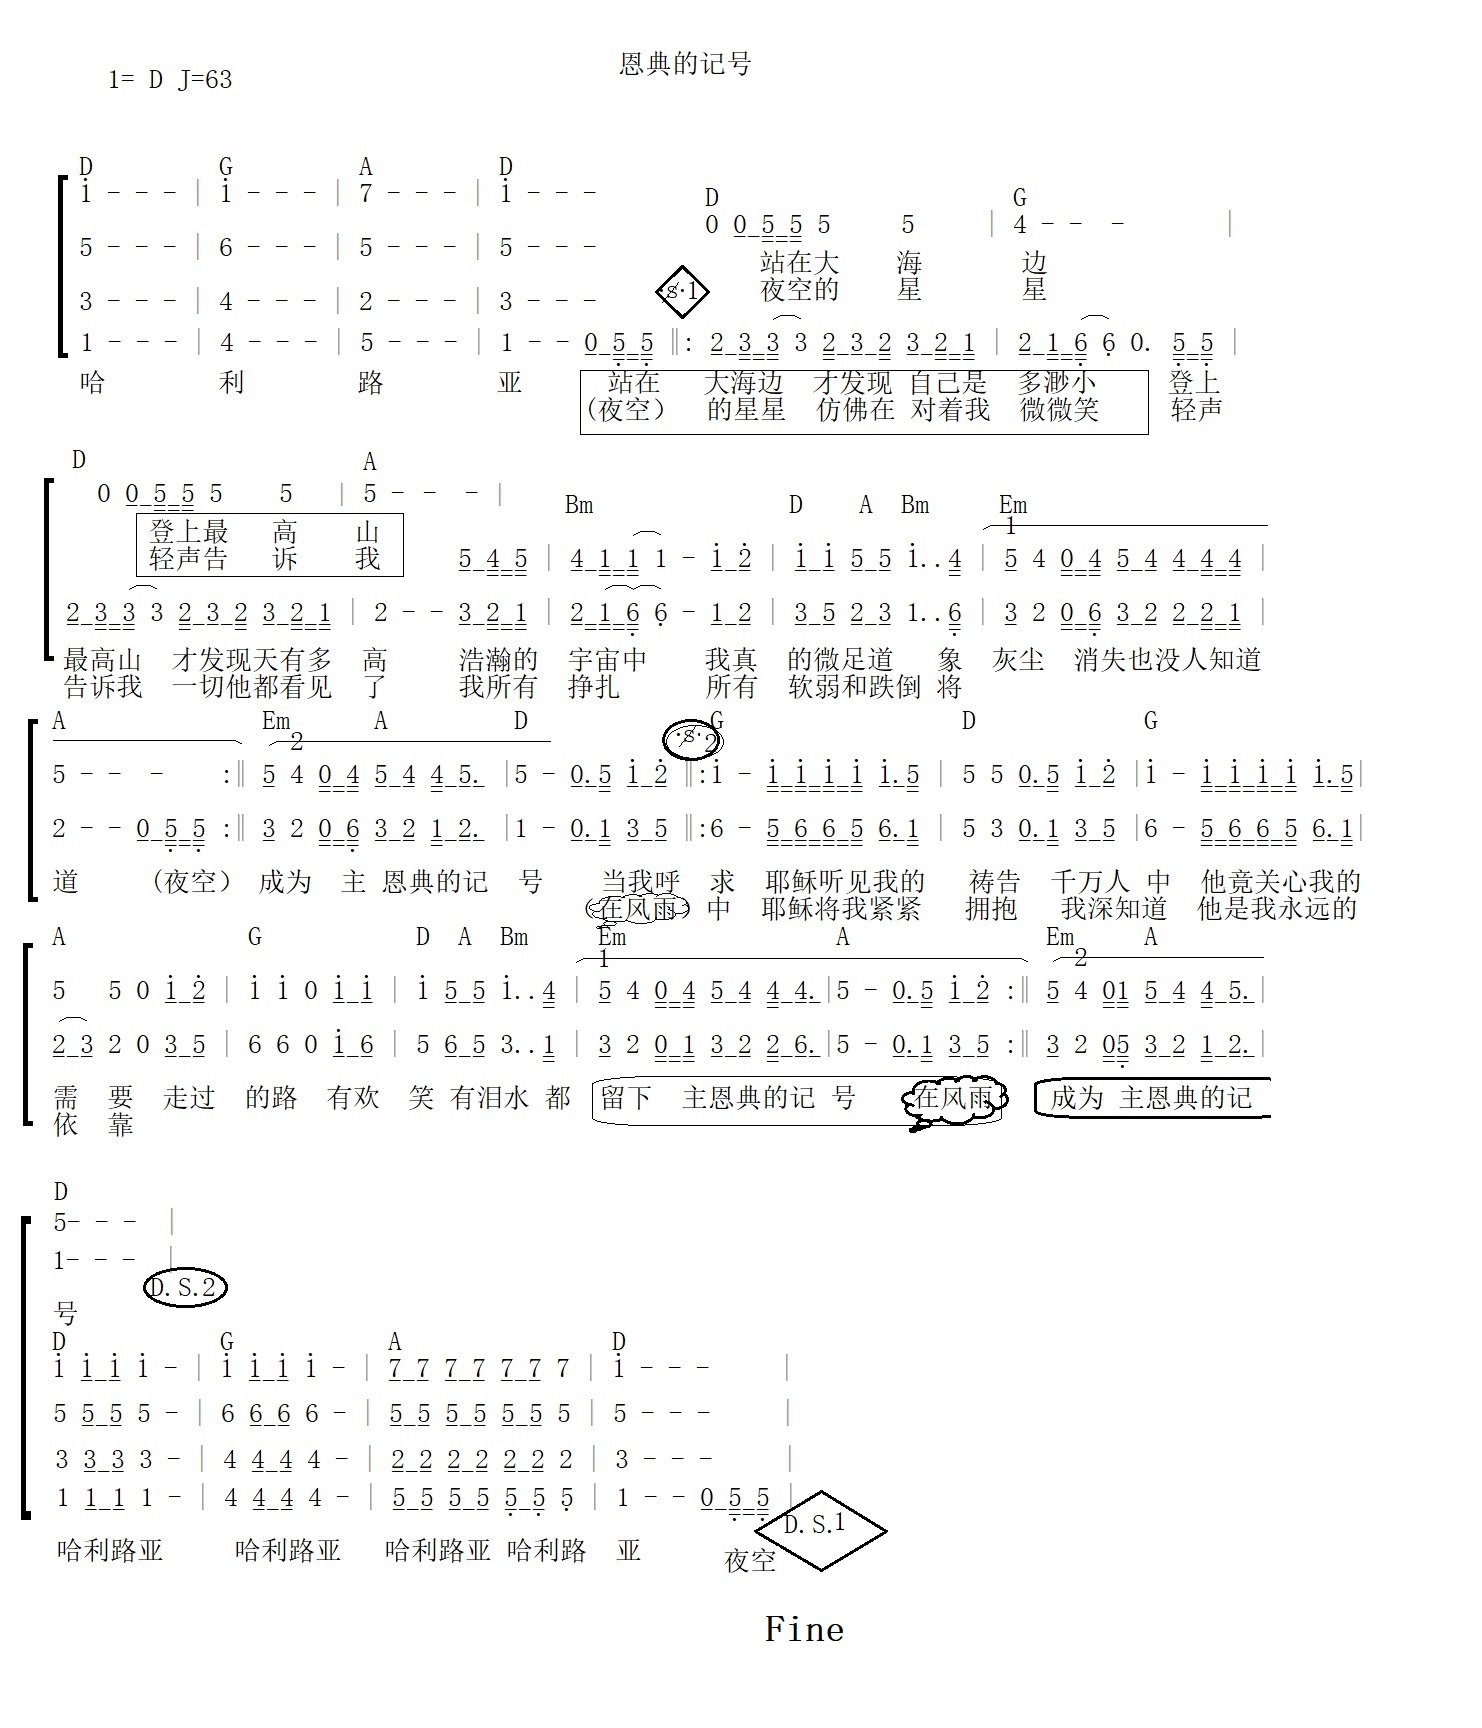 恩典的记号
1= D J=63
D G A D
1 - - - | 1 - - - | 7 - - - | 1 - - -
D G
0 0 5 5 5 5 | 4 - - - |
5 - - - | 6 - - - | 5 - - - | 5 - - -
站在大 海 边
夜空的 星 星
·S·1
3 - - - | 4 - - - | 2 - - - | 3 - - -
1 - - - | 4 - - - | 5 - - - | 1 - - 0 5 5 ‖: 2 3 3 3 2 3 2 3 2 1 | 2 1 6 6 0. 5 5 |
哈 利 路 亚 站在 大海边 才发现 自己是 多渺小 登上
(夜空) 的星星 仿佛在 对着我 微微笑 轻声
D A
0 0 5 5 5 5 | 5 - - - |
登上最 高 山
轻声告 诉 我
Bm D A Bm Em
1
5 4 5 | 4 1 1 1 - 1 2 | 1 1 5 5 1..4 | 5 4 0 4 5 4 4 4 4 |
2 3 3 3 2 3 2 3 2 1 | 2 - - 3 2 1 | 2 1 6 6 - 1 2 | 3 5 2 3 1..6 | 3 2 0 6 3 2 2 2 1 |
最高山 才发现天有多 高 浩瀚的 宇宙中 我真 的微足道 象 灰尘 消失也没人知道
告诉我 一切他都看见 了 我所有 挣扎 所有 软弱和跌倒 将
A Em A D G D G
2 ·S·2
5 - - - :‖ 5 4 0 4 5 4 4 5. |5 - 0.5 1 2 ‖:1 - 1 1 1 1 1.5 | 5 5 0.5 1 2 |1 - 1 1 1 1 1.5|
2 - - 0 5 5 :‖ 3 2 0 6 3 2 1 2. |1 - 0.1 3 5 ‖:6 - 5 6 6 5 6.1 | 5 3 0.1 3 5 |6 - 5 6 6 5 6.1|
道 (夜空) 成为 主 恩典的记 号 当我呼 求 耶稣听见我的 祷告 千万人 中 他竟关心我的
(在风雨) 中 耶稣将我紧紧 拥抱 我深知道 他是我永远的
A G D A Bm Em A Em A
1 2
5 5 0 1 2 | 1 1 0 1 1 | 1 5 5 1..4 | 5 4 0 4 5 4 4 4.|5 - 0.5 1 2 :‖ 5 4 01 5 4 4 5.|
2 3 2 0 3 5 | 6 6 0 1 6 | 5 6 5 3..1 | 3 2 0 1 3 2 2 6.|5 - 0.1 3 5 :‖ 3 2 05 3 2 1 2.|
需 要 走过 的路 有欢 笑 有泪水 都 留下 主恩典的记 号 在风雨 成为 主恩典的记
依 靠
D
5- - - |
1- - - |
D.S.2
号
D G A D
1 1 1 1 - | 1 1 1 1 - | 7 7 7 7 7 7 7 | 1 - - - |
5 5 5 5 - | 6 6 6 6 - | 5 5 5 5 5 5 5 | 5 - - - |
3 3 3 3 - | 4 4 4 4 - | 2 2 2 2 2 2 2 | 3 - - - |
1 1 1 1 - | 4 4 4 4 - | 5 5 5 5 5 5 5 | 1 - - 0 5 5 |
D.S.1
哈利路亚 哈利路亚 哈利路亚 哈利路 亚 夜空
Fine